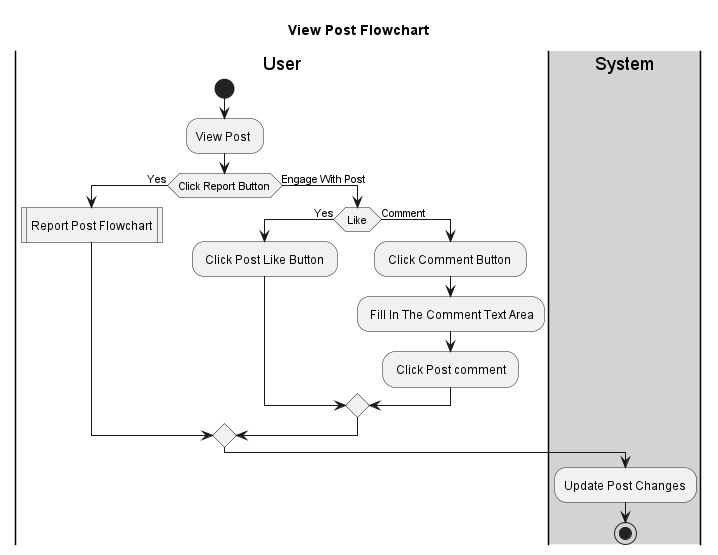 View Post Flowchart
User
System
View Post
Yes
Click Report Button
Engage With Post
Report Post Flowchart
Yes
Like
Comment
Click Post Like Button
Click Comment Button
Fill In The Comment Text Area
Click Post comment
Update Post Changes